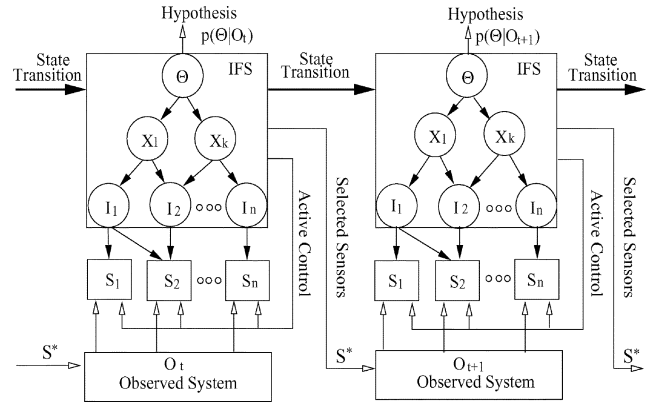 Hypothesis
p(Θ|Ot)
State
Transition
IFS
Θ
X1
Xk
I1
I2
In
S1
S2
Sn
Active Control
Selected Sensors
S*
Ot
Observed System
Hypothesis
p(Θ|Ot+1)
State
Transition
IFS
State
Transition
Θ
X1
Xk
I1
I2
In
S1
S2
Sn
Active Control
Selected Sensors
S*
Ot+1
Observed System
S*